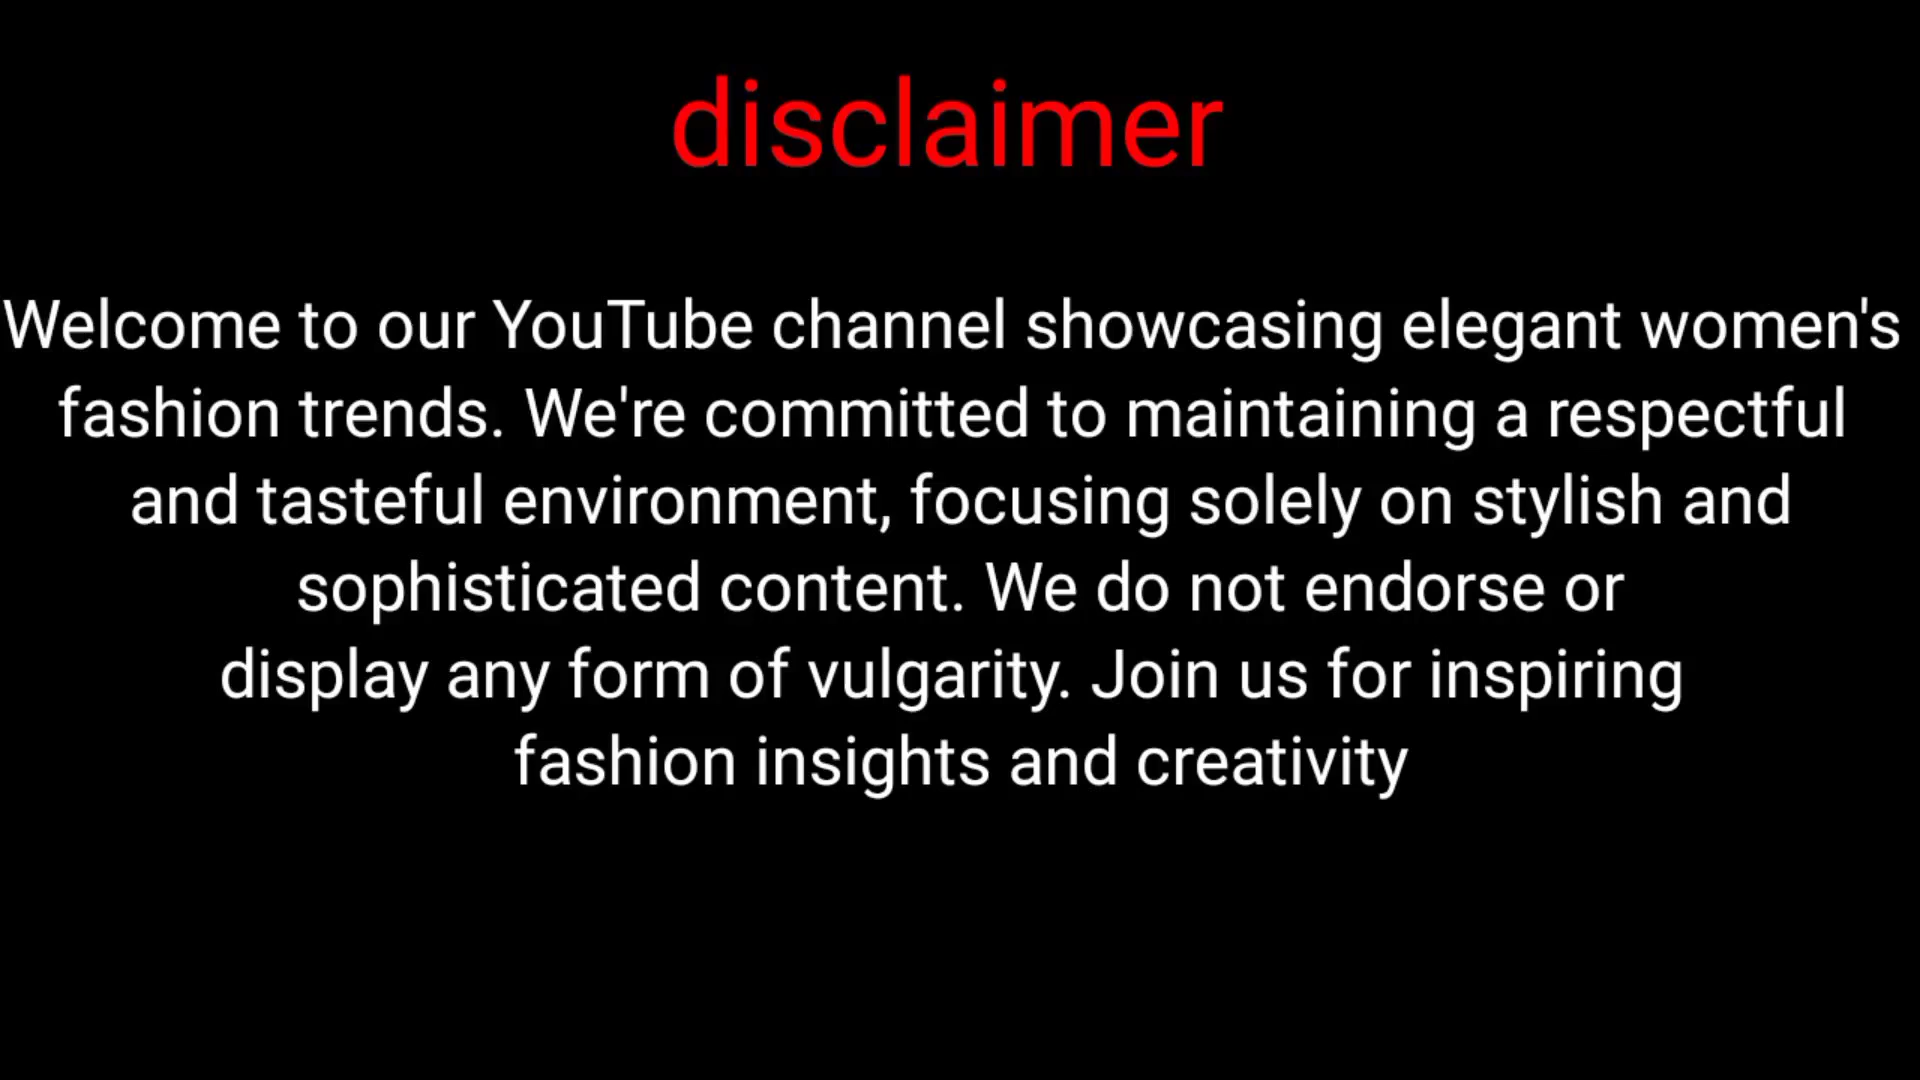 disclaimer
Welcome to our YouTube channel showcasing elegant women's
fashion trends. We're committed to maintaining a respectful
and tasteful environment, focusing solely on stylish and
sophisticated content. We do not endorse or
display any form of vulgarity. Join us for inspiring
fashion insights and creativity